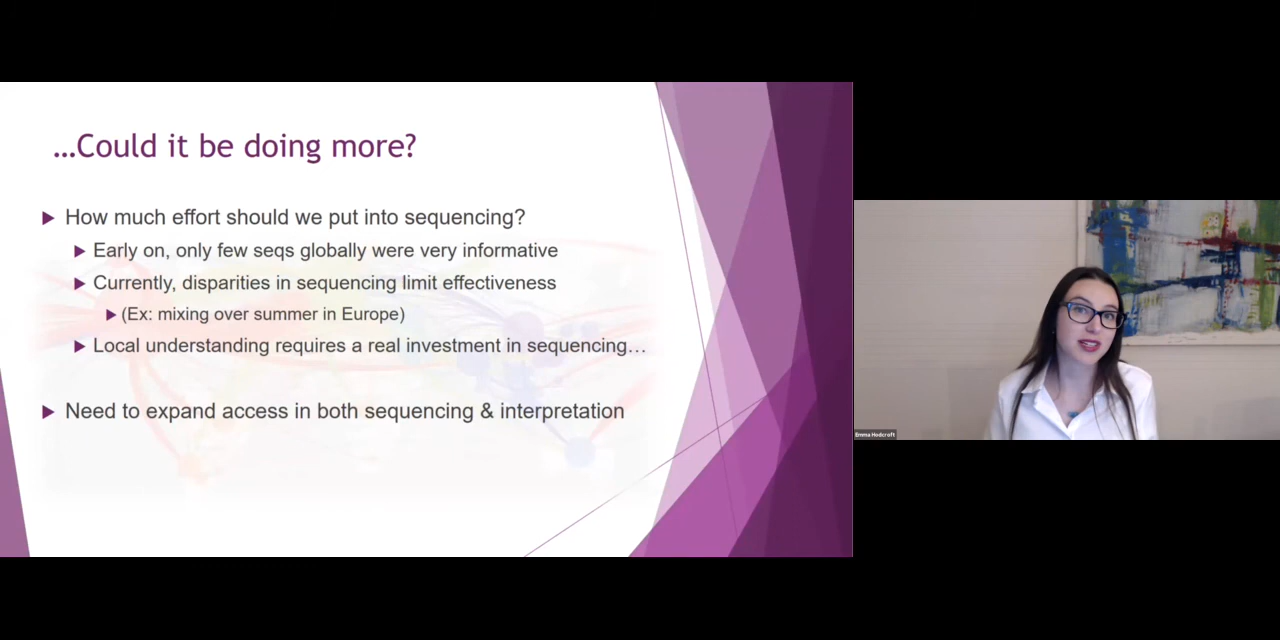 ...Could it be doing more?
How much effort should we put into sequencing?
Early on, only few seqs globally were very informative
Currently, disparities in sequencing limit effectiveness
(Ex: mixing over summer in Europe)
Local understanding requires a real investment in sequencing...
Need to expand access in both sequencing & interpretation
Emma Hodcroft